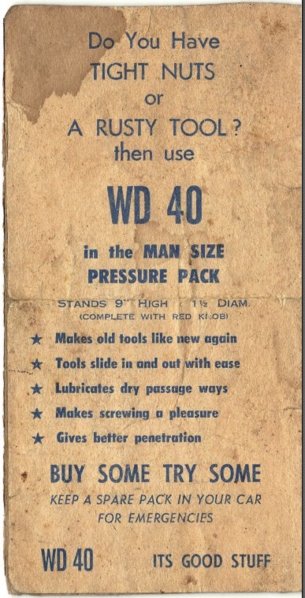 Do You Have
TIGHT NUTS
or
A RUSTY TOOL?
then use
WD 40
in the MAN SIZE
PRESSURE PACK
STANDS 9" HIGH 1½ DIAM.
(COMPLETE WITH RED KNOB)
★ Makes old tools like new again
★ Tools slide in and out with ease
★ Lubricates dry passage ways
★ Makes screwing a pleasure
★ Gives better penetration
BUY SOME TRY SOME
KEEP A SPARE PACK IN YOUR CAR
FOR EMERGENCIES
WD 40 ITS GOOD STUFF